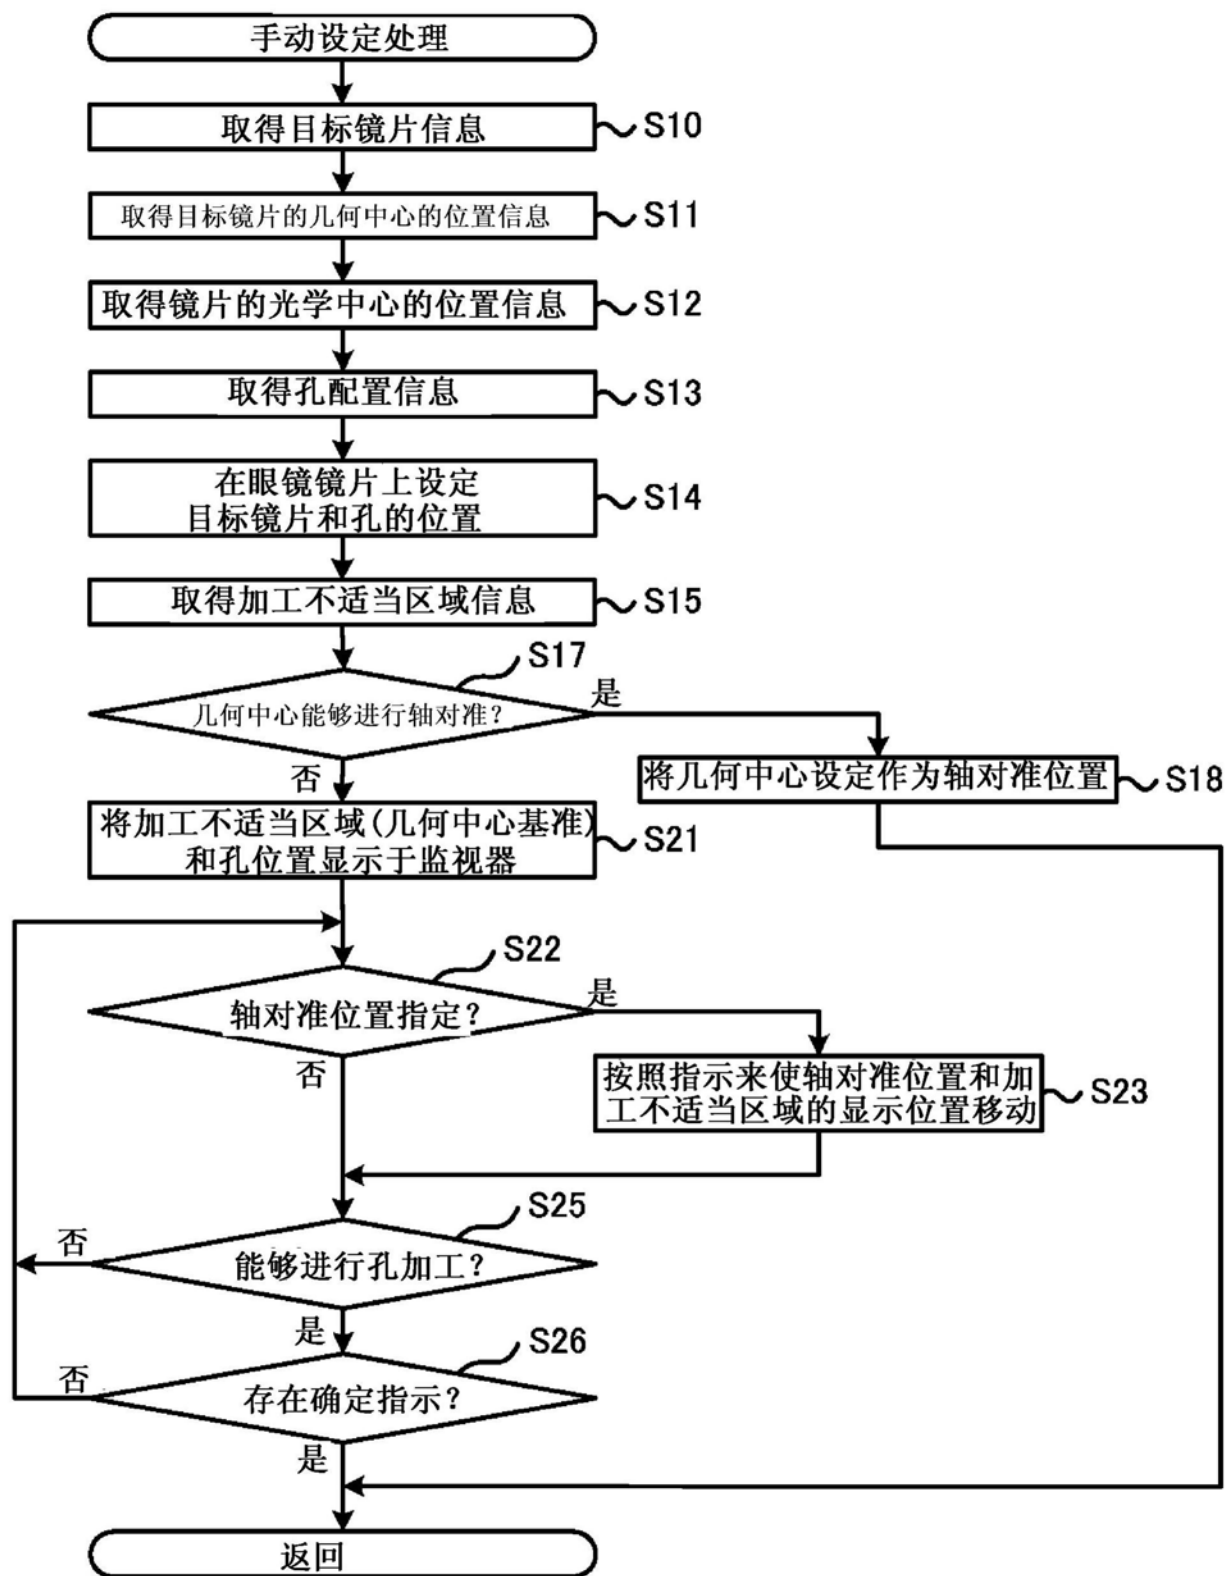 手动设定处理
取得目标镜片信息
S10
取得目标镜片的几何中心的位置信息
S11
取得镜片的光学中心的位置信息
S12
取得孔配置信息
S13
在眼镜镜片上设定
目标镜片和孔的位置
S14
取得加工不适当区域信息
S15
S17
几何中心能够进行轴对准?
是
否
将几何中心设定作为轴对准位置
S18
将加工不适当区域(几何中心基准)
和孔位置显示于监视器
S21
S22
轴对准位置指定?
是
否
按照指示来使轴对准位置和加
工不适当区域的显示位置移动
S23
S25
能够进行孔加工?
否
是
S26
存在确定指示?
否
是
返回